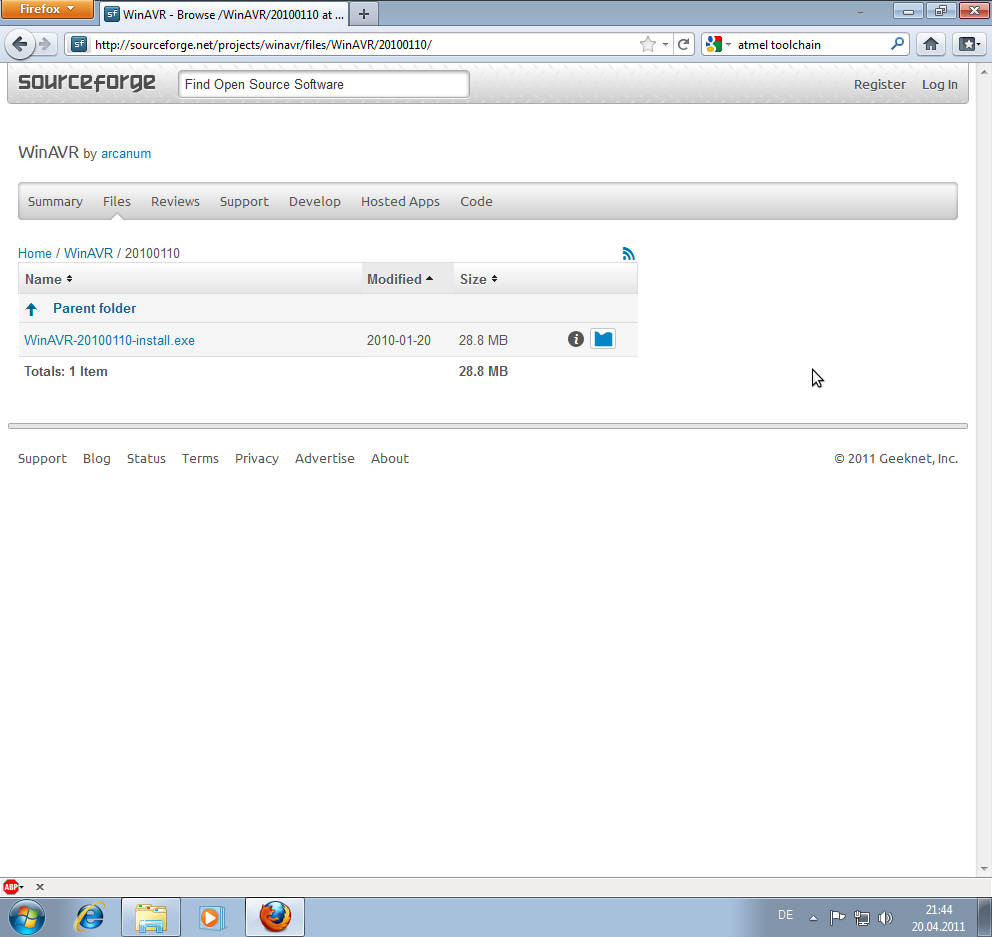 Firefox
WinAVR - Browse /WinAVR/20100110 at ...
http://sourceforge.net/projects/winavr/files/WinAVR/20100110/
atmel toolchain
sourceforge
Find Open Source Software
Register Log In
WinAVR by arcanum
Summary Files Reviews Support Develop Hosted Apps Code
Home / WinAVR / 20100110
Name Modified Size
Parent folder
WinAVR-20100110-install.exe 2010-01-20 28.8 MB
Totals: 1 Item 28.8 MB
Support Blog Status Terms Privacy Advertise About © 2011 Geeknet, Inc.
ABP
DE
21:44
20.04.2011